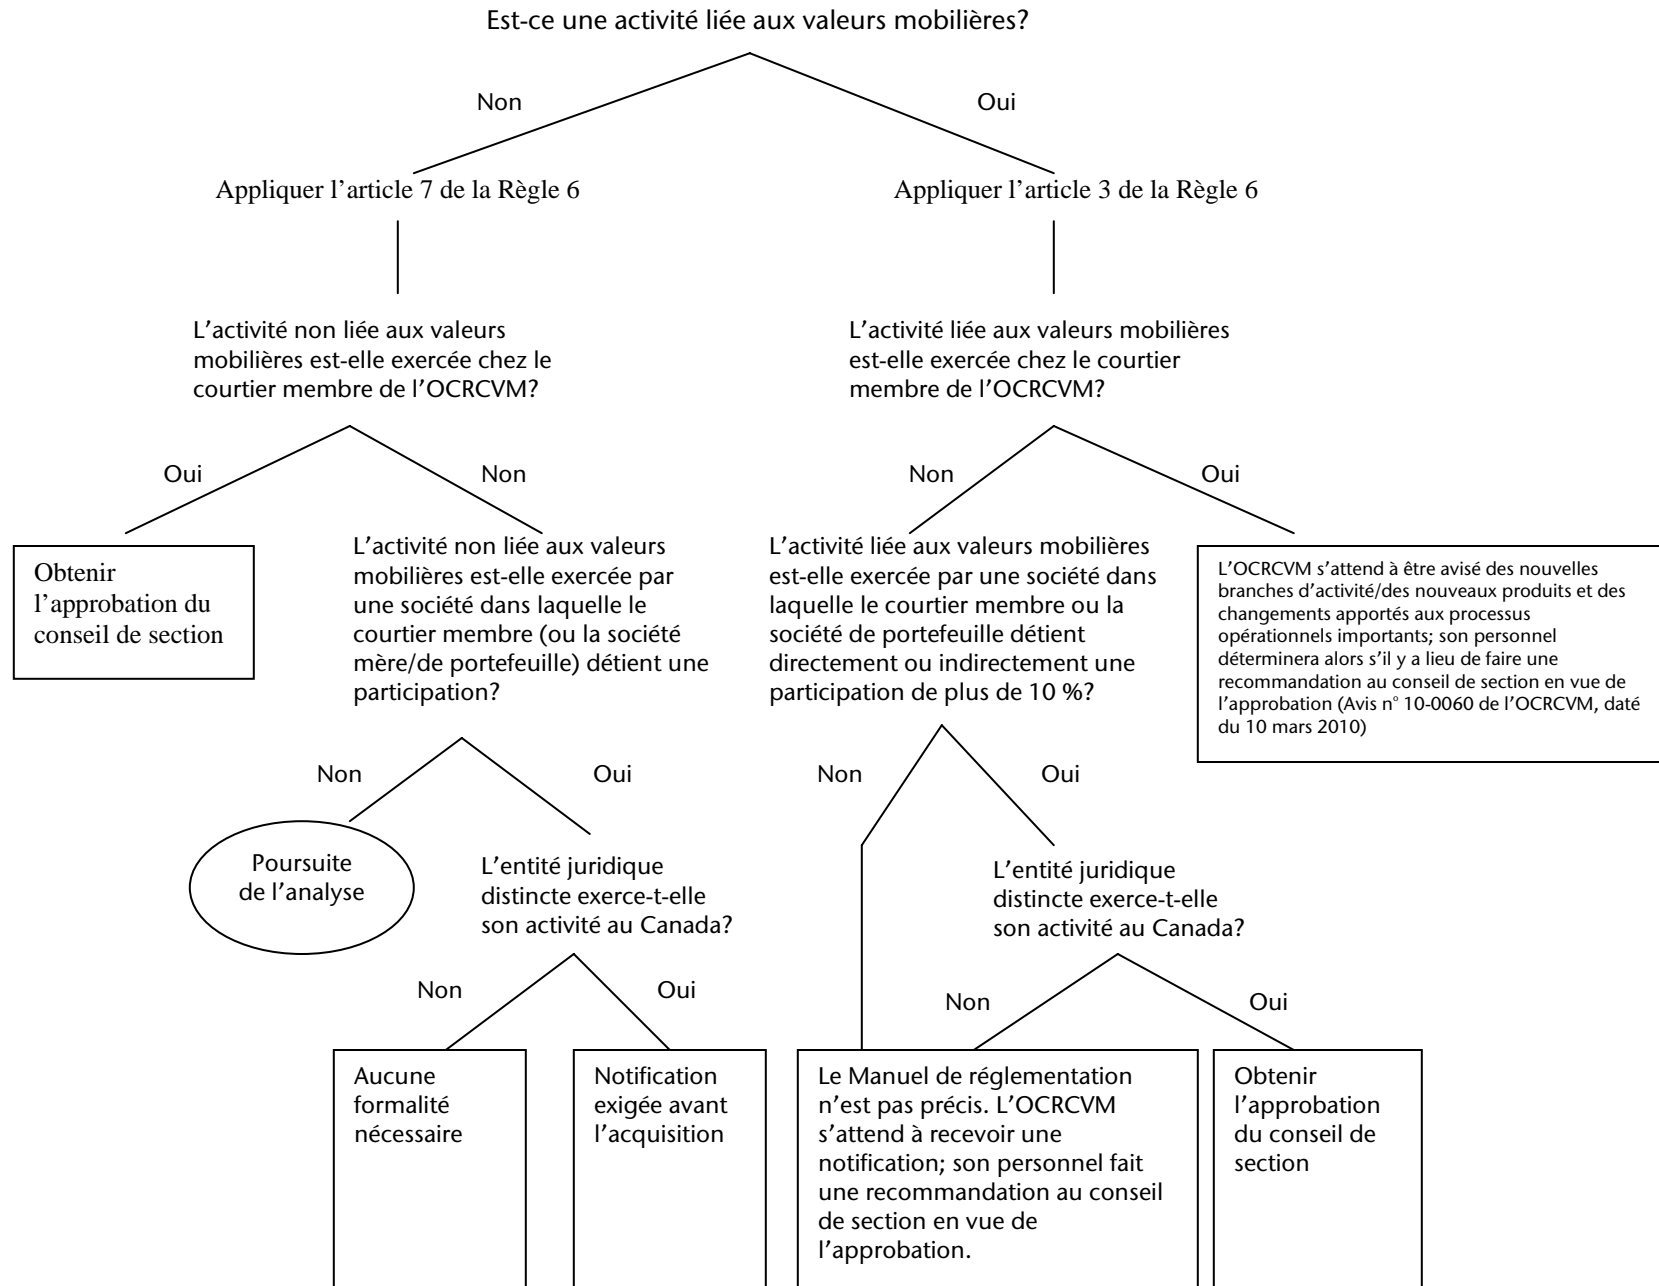 Est-ce une activité liée aux valeurs mobilières?
Non
Oui
Appliquer l’article 7 de la Règle 6
Appliquer l’article 3 de la Règle 6
L’activité non liée aux valeurs
mobilières est-elle exercée chez le
courtier membre de l’OCRCVM?
L’activité liée aux valeurs mobilières
est-elle exercée chez le courtier
membre de l’OCRCVM?
Oui
Non
Non
Oui
Obtenir
l’approbation du
conseil de section
L’activité non liée aux valeurs
mobilières est-elle exercée par
une société dans laquelle le
courtier membre (ou la société
mère/de portefeuille) détient une
participation?
L’activité liée aux valeurs mobilières
est-elle exercée par une société dans
laquelle le courtier membre ou la
société de portefeuille détient
directement ou indirectement une
participation de plus de 10 %?
L’OCRCVM s’attend à être avisé des nouvelles
branches d’activité/des nouveaux produits et des
changements apportés aux processus
opérationnels importants; son personnel
déterminera alors s’il y a lieu de faire une
recommandation au conseil de section en vue de
l’approbation (Avis n° 10-0060 de l’OCRCVM, daté
du 10 mars 2010)
Non
Oui
Non
Oui
Poursuite
de l’analyse
L’entité juridique
distincte exerce-t-elle
son activité au Canada?
L’entité juridique
distincte exerce-t-elle
son activité au Canada?
Non
Oui
Non
Oui
Aucune
formalité
nécessaire
Notification
exigée avant
l’acquisition
Le Manuel de réglementation
n’est pas précis. L’OCRCVM
s’attend à recevoir une
notification; son personnel fait
une recommandation au conseil
de section en vue de
l’approbation.
Obtenir
l’approbation
du conseil de
section